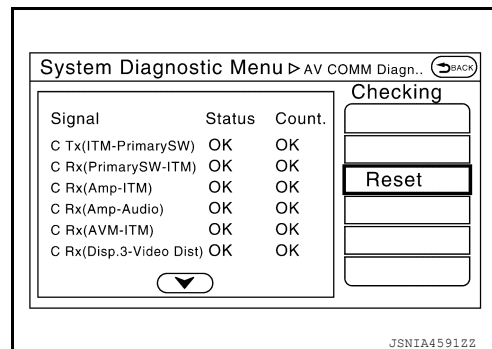 System Diagnostic Menu ▷ AV COMM Diagn.. BACK
Checking
Signal Status Count.
C Tx(ITM-PrimarySW) OK OK
C Rx(PrimarySW-ITM) OK OK
C Rx(Amp-ITM) OK OK
C Rx(Amp-Audio) OK OK
C Rx(AVM-ITM) OK OK
C Rx(Disp.3-Video Dist) OK OK
Reset
JSNIA4591ZZ